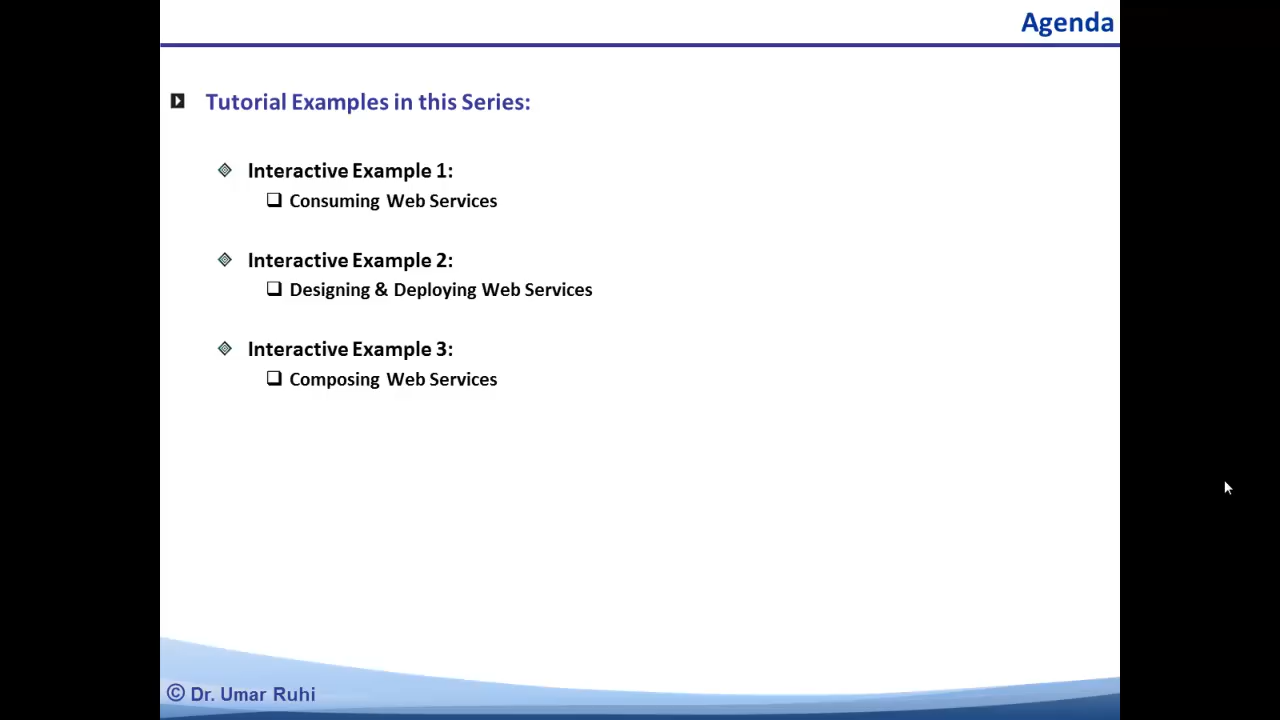 Agenda
Tutorial Examples in this Series:
Interactive Example 1:
Consuming Web Services
Interactive Example 2:
Designing & Deploying Web Services
Interactive Example 3:
Composing Web Services
© Dr. Umar Ruhi